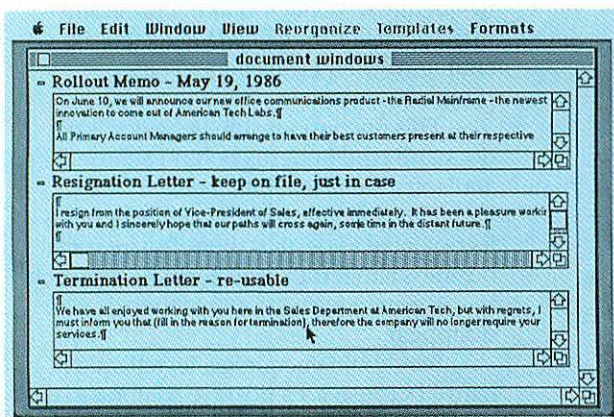 File Edit Window View Reorganize Templates Formats
document windows
Rollout Memo - May 19, 1986
On June 10, we will announce our new office communications product - the Radial Mainframe - the newest
innovation to come out of American Tech Labs.¶
¶
All Primary Account Managers should arrange to have their best customers present at their respective
Resignation Letter - keep on file, just in case
¶
I resign from the position of Vice-President of Sales, effective immediately. It has been a pleasure workin
with you and I sincerely hope that our paths will cross again, some time in the distant future.¶
¶
Termination Letter - re-usable
¶
We have all enjoyed working with you here in the Sales Department at American Tech, but with regrets, I
must inform you that (fill in the reason for termination), therefore the company will no longer require your
services.¶